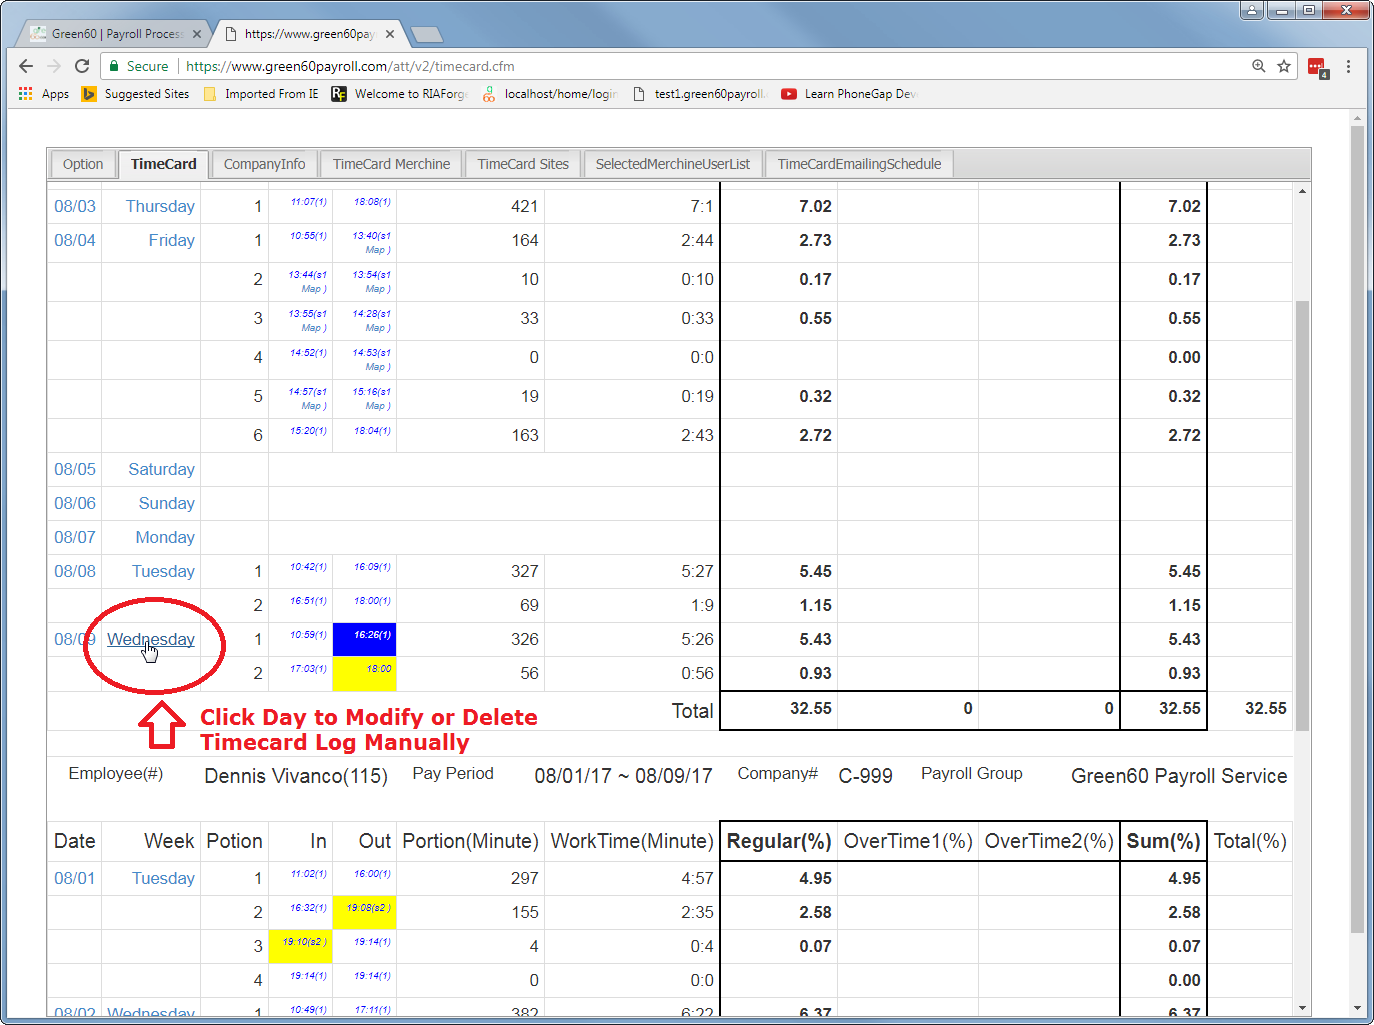 Green60 | Payroll Process
https://www.green60pay
Secure
https://www.green60payroll.com/att/v2/timecard.cfm
4
Apps Suggested Sites Imported From IE Welcome to RIAForg localhost/home/login test1.green60payroll. Learn PhoneGap Dev
Option TimeCard CompanyInfo TimeCard Merchine TimeCard Sites SelectedMerchineUserList TimeCardEmailingSchedule
08/03 Thursday 1 11:07(1) 18:08(1) 421 7:1 7.02 7.02
08/04 Friday 1 10:55(1) 13:40(s1 Map ) 164 2:44 2.73 2.73
2 13:44(s1 Map ) 13:54(s1 Map ) 10 0:10 0.17 0.17
3 13:55(s1 Map ) 14:28(s1 Map ) 33 0:33 0.55 0.55
4 14:52(1) 14:53(s1 Map ) 0 0:0 0.00
5 14:57(s1 Map ) 15:16(s1 Map ) 19 0:19 0.32 0.32
6 15:20(1) 18:04(1) 163 2:43 2.72 2.72
08/05 Saturday
08/06 Sunday
08/07 Monday
08/08 Tuesday 1 10:42(1) 16:09(1) 327 5:27 5.45 5.45
2 16:51(1) 18:00(1) 69 1:9 1.15 1.15
08/09 Wednesday 1 10:59(1) 16:26(1) 326 5:26 5.43 5.43
2 17:03(1) 18:00 56 0:56 0.93 0.93
Total 32.55 0 0 32.55 32.55
Click Day to Modify or Delete
Timecard Log Manually
Employee(#) Dennis Vivanco(115) Pay Period 08/01/17 ~ 08/09/17 Company# C-999 Payroll Group Green60 Payroll Service
Date Week Potion In Out Portion(Minute) WorkTime(Minute) Regular(%) OverTime1(%) OverTime2(%) Sum(%) Total(%)
08/01 Tuesday 1 11:02(1) 16:00(1) 297 4:57 4.95 4.95
2 16:32(1) 19:08(s2 ) 155 2:35 2.58 2.58
3 19:10(s2 ) 19:14(1) 4 0:4 0.07 0.07
4 19:14(1) 19:14(1) 0 0:0 0.00
08/02 Wednesday 1 10:49(1) 17:11(1) 382 6:22 6.37 6.37